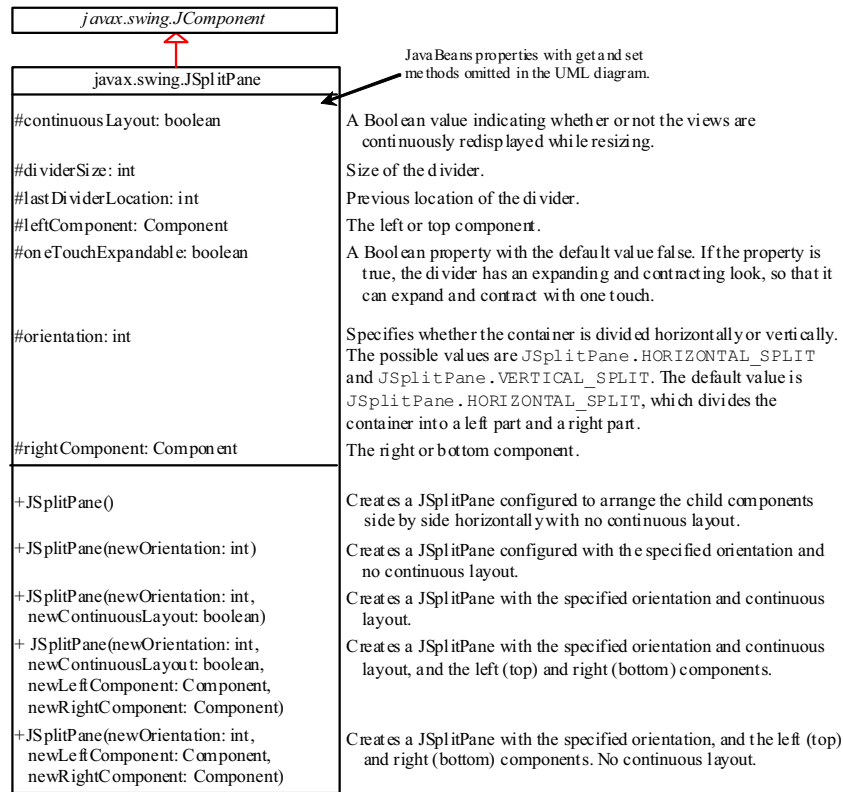 javax.swing.JComponent
JavaBeans properties with get and set
methods omitted in the UML diagram.
javax.swing.JSplitPane
#continuousLayout: boolean
A Boolean value indicating whether or not the views are
continuously redisplayed while resizing.
#dividerSize: int
Size of the divider.
#lastDividerLocation: int
Previous location of the divider.
#leftComponent: Component
The left or top component.
#oneTouchExpandable: boolean
A Boolean property with the default value false. If the property is
true, the divider has an expanding and contracting look, so that it
can expand and contract with one touch.
#orientation: int
Specifies whether the container is divided horizontally or vertically.
The possible values are JSplitPane.HORIZONTAL_SPLIT
and JSplitPane.VERTICAL_SPLIT. The default value is
JSplitPane.HORIZONTAL_SPLIT, which divides the
container into a left part and a right part.
#rightComponent: Component
The right or bottom component.
+JSplitPane()
Creates a JSplitPane configured to arrange the child components
side by side horizontally with no continuous layout.
+JSplitPane(newOrientation: int)
Creates a JSplitPane configured with the specified orientation and
no continuous layout.
+JSplitPane(newOrientation: int,
newContinuousLayout: boolean)
Creates a JSplitPane with the specified orientation and continuous
layout.
+ JSplitPane(newOrientation: int,
newContinuousLayout: boolean,
newLeftComponent: Component,
newRightComponent: Component)
Creates a JSplitPane with the specified orientation and continuous
layout, and the left (top) and right (bottom) components.
+JSplitPane(newOrientation: int,
newLeftComponent: Component,
newRightComponent: Component)
Creates a JSplitPane with the specified orientation, and the left (top)
and right (bottom) components. No continuous layout.